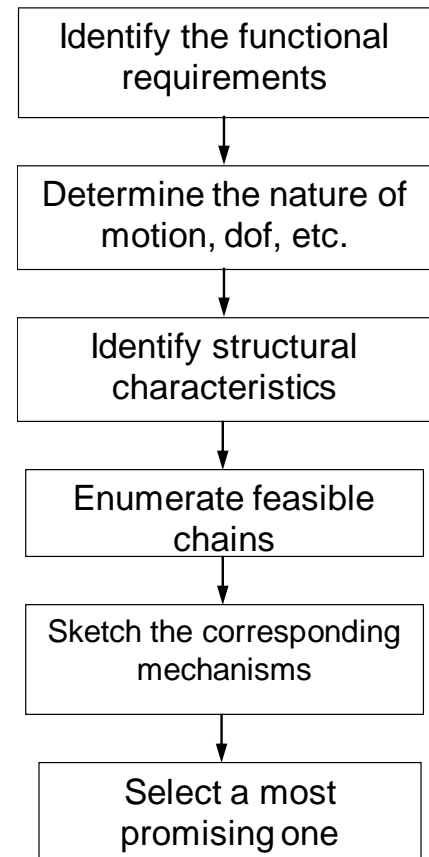 Identify the functional
requirements
Determine the nature of
motion, dof, etc.
Identify structural
characteristics
Enumerate feasible
chains
Sketch the corresponding
mechanisms
Select a most
promising one